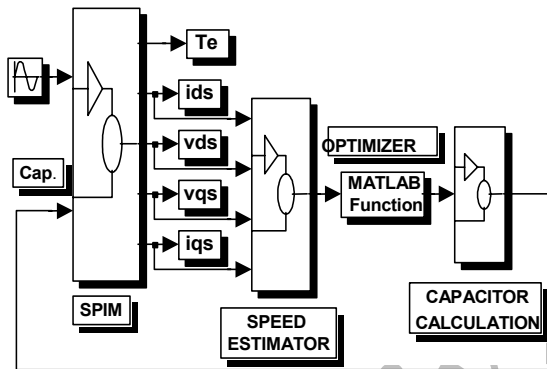 Te
ids
OPTIMIZER
vds
Cap.
MATLAB
Function
vqs
iqs
SPIM
SPEED
ESTIMATOR
CAPACITOR
CALCULATION